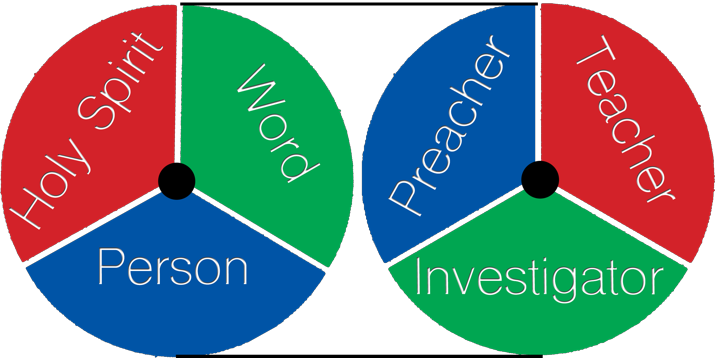 Holy Spirit
Word
Person
Preacher
Teacher
Investigator